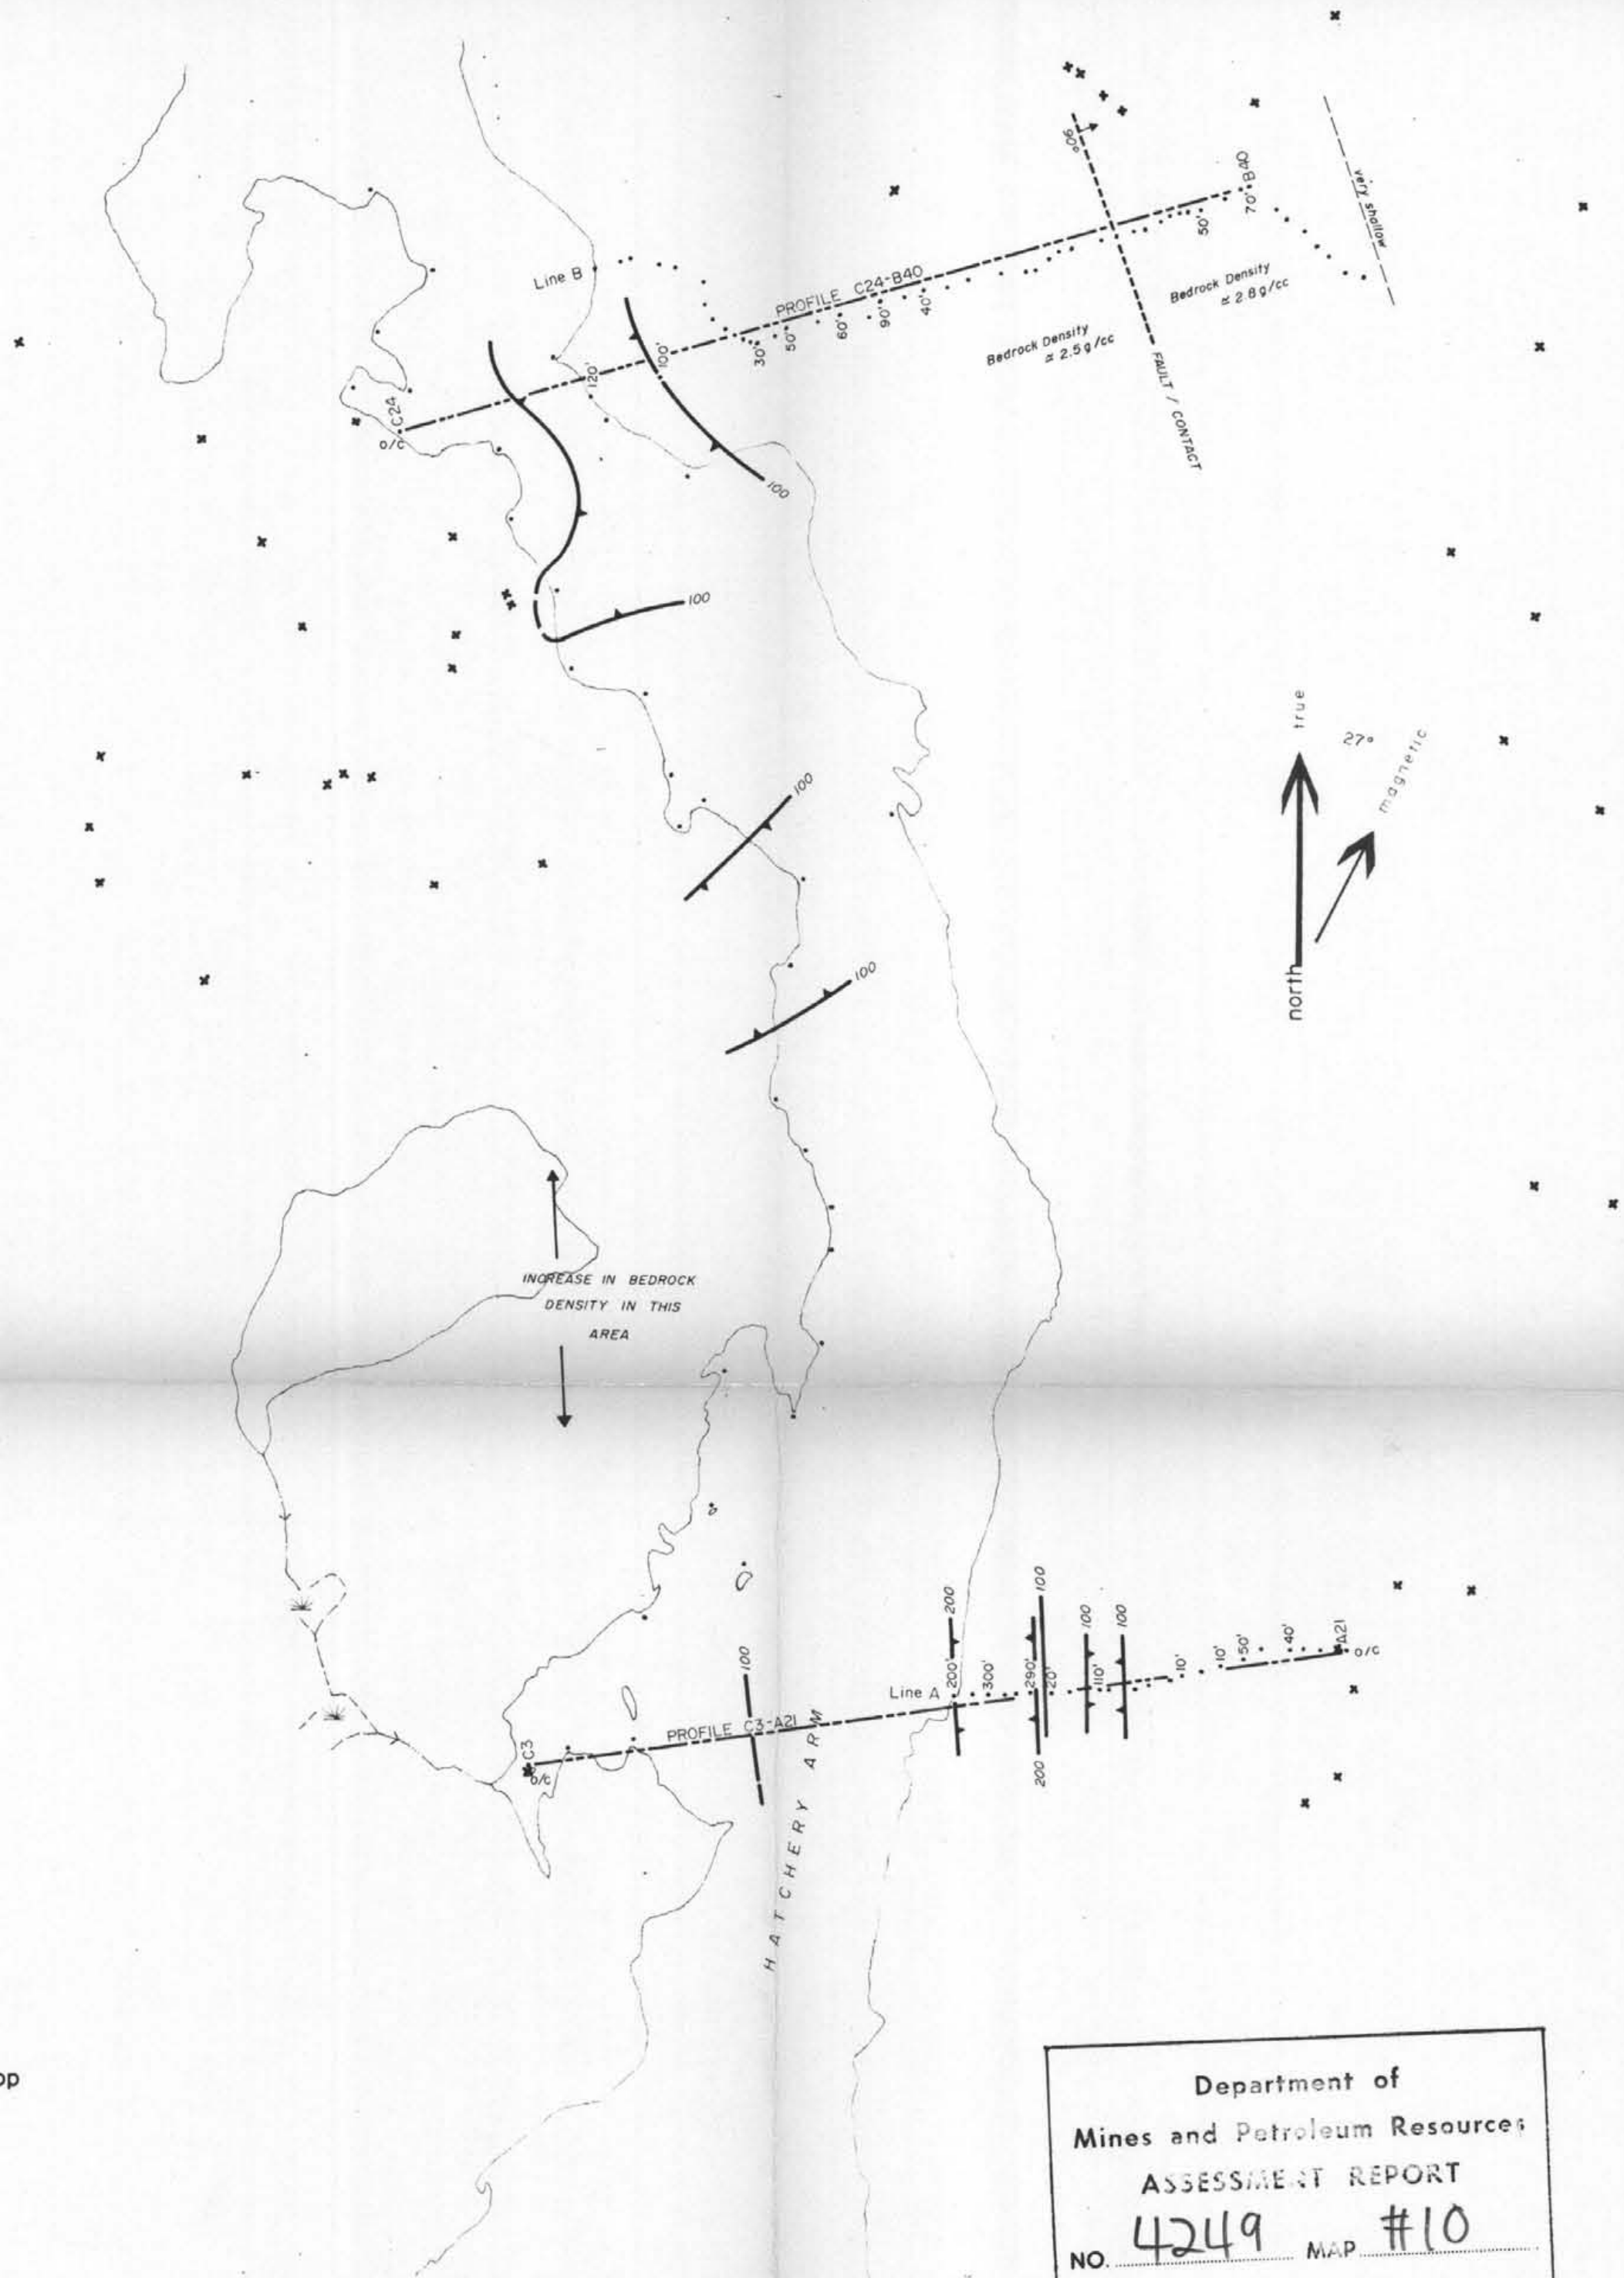 90°
B40
70'
50'
very shallow
Bedrock Density
≃ 2.8 g/cc
Line B
PROFILE C24-B40
40'
90'
60'
50'
30'
100'
120'
Bedrock Density
≃ 2.5 g/cc
FAULT / CONTACT
C24
o/c
100
100
true
27°
magnetic
north
100
100
INCREASE IN BEDROCK
DENSITY IN THIS
AREA
200
100
100
100
100
Line A
200'
300'
290'
20'
110'
10'
10'
50'
40'
A21
o/c
PROFILE C3-A21
C3
o/c
200
HATCHERY ARM
op
Department of
Mines and Petroleum Resources
ASSESSMENT REPORT
NO. 4249 MAP #10